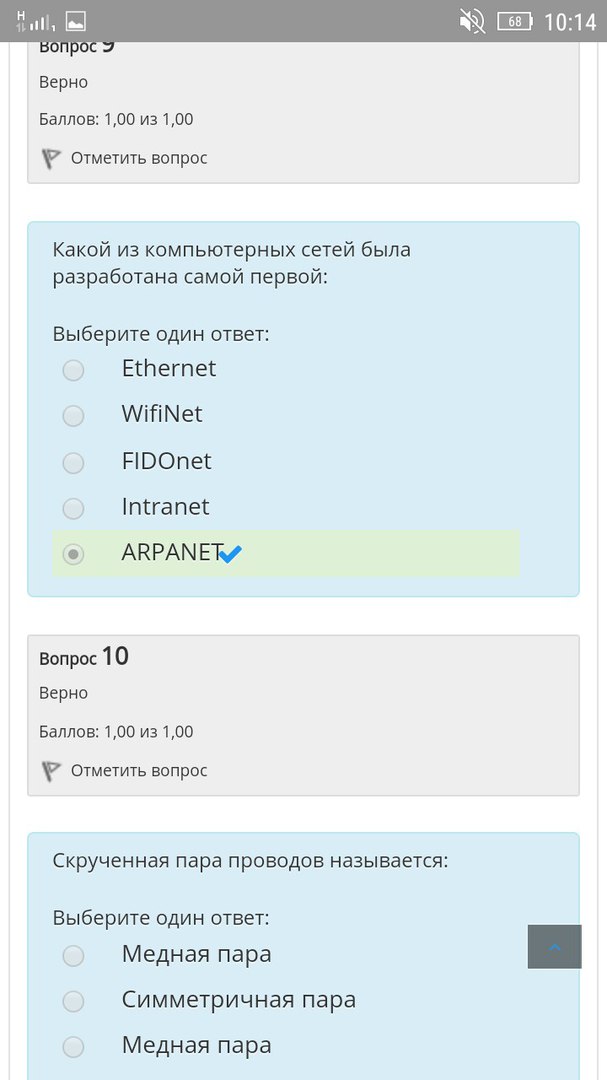 H 1 68 10:14
Вопрос 9
Верно
Баллов: 1,00 из 1,00
Отметить вопрос
Какой из компьютерных сетей была
разработана самой первой:
Выберите один ответ:
Ethernet
WifiNet
FIDOnet
Intranet
ARPANET
Вопрос 10
Верно
Баллов: 1,00 из 1,00
Отметить вопрос
Скрученная пара проводов называется:
Выберите один ответ:
Медная пара
Симметричная пара
Медная пара